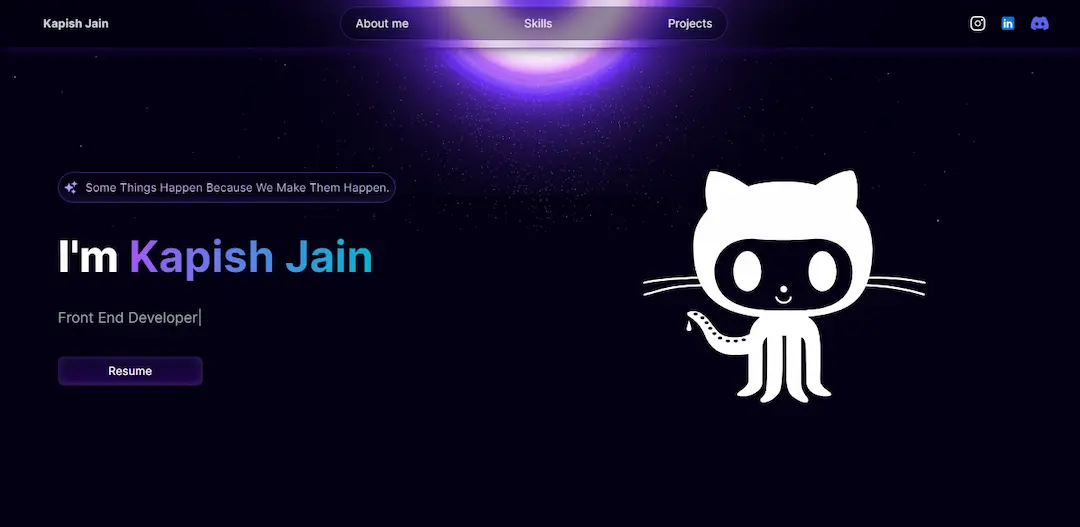 Kapish Jain
About me
Skills
Projects
in
Some Things Happen Because We Make Them Happen.
I'm Kapish Jain
Front End Developer|
Resume